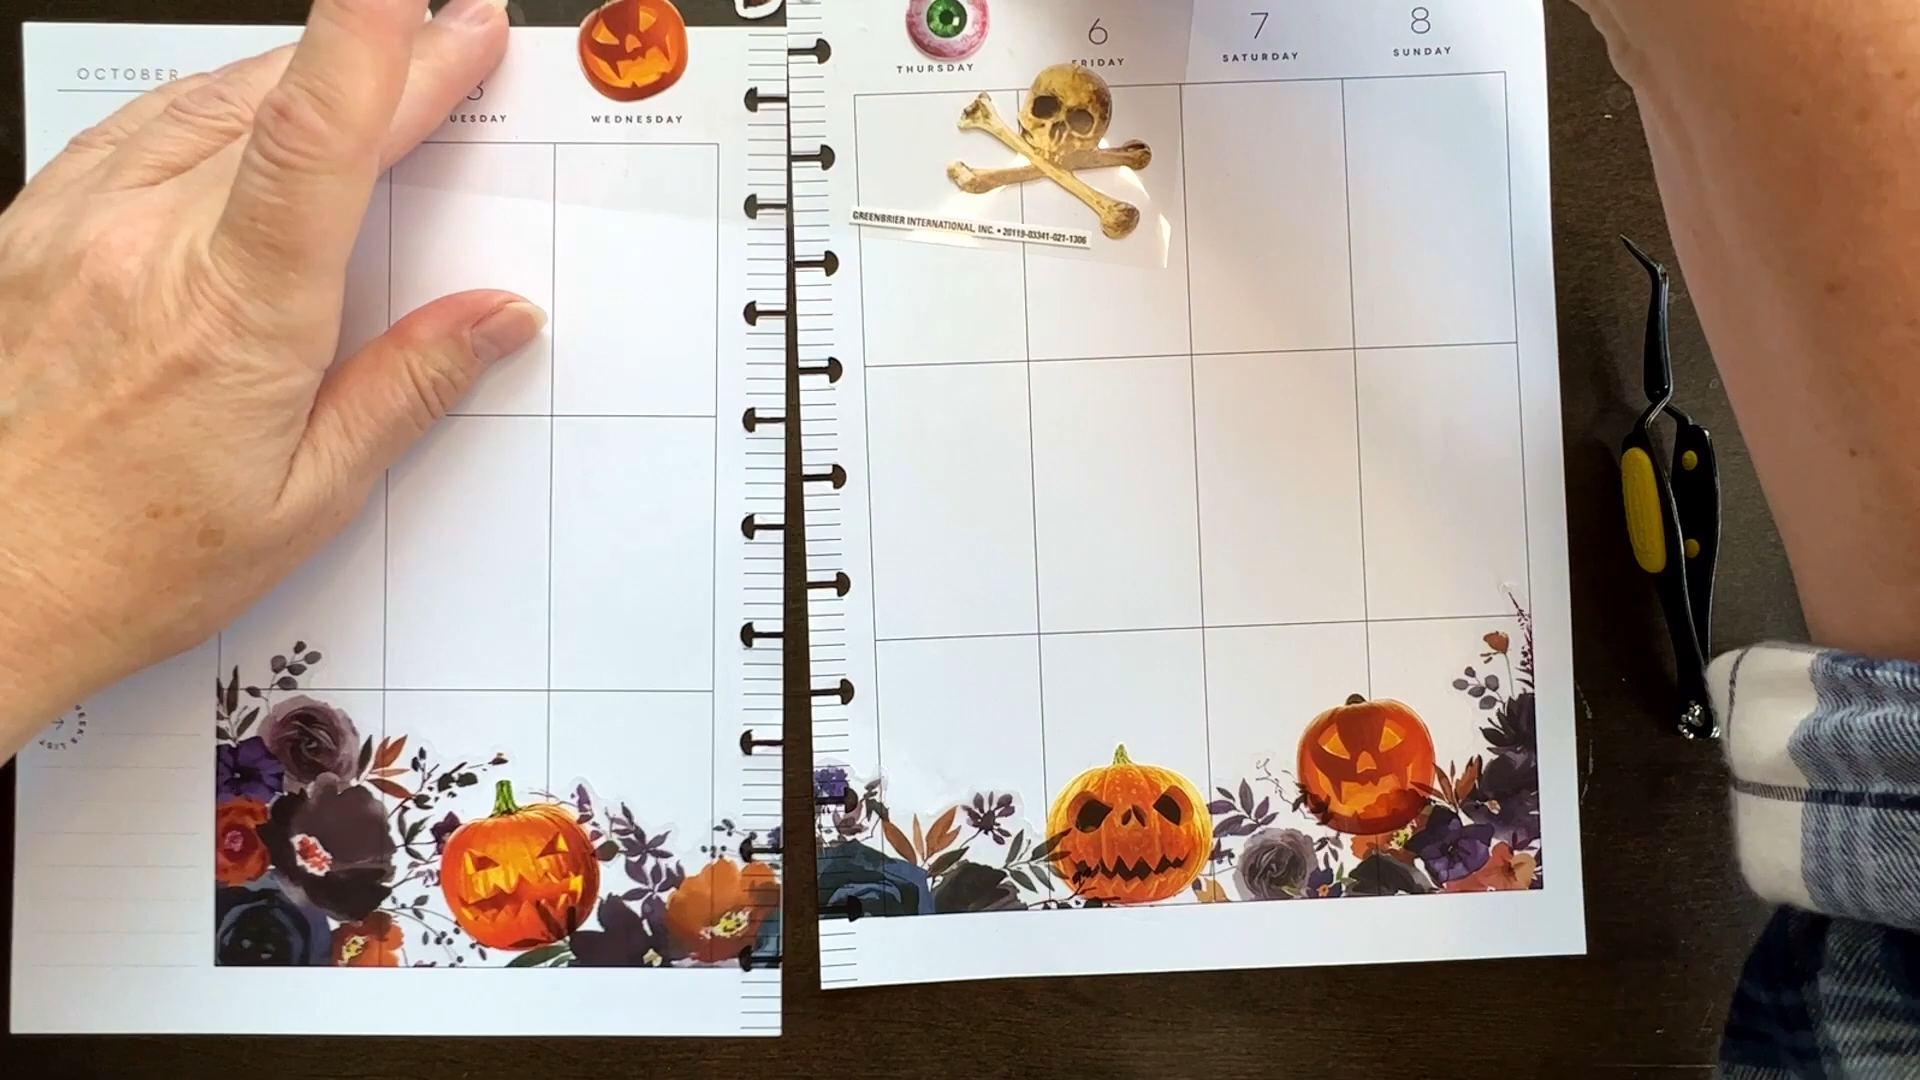 OCTOBER
3
UESDAY
WEDNESDAY
THURSDAY
6
FRIDAY
7
SATURDAY
8
SUNDAY
GREENBRIER INTERNATIONAL, INC. • 20119-03341-021-1306